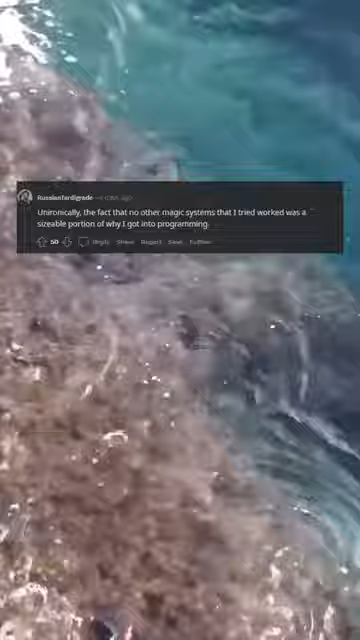 RussianTardigrade
Unironically, the fact that no other magic systems that I tried worked was a
sizeable portion of why I got into programming.
50 Reply Share Report Save Follow